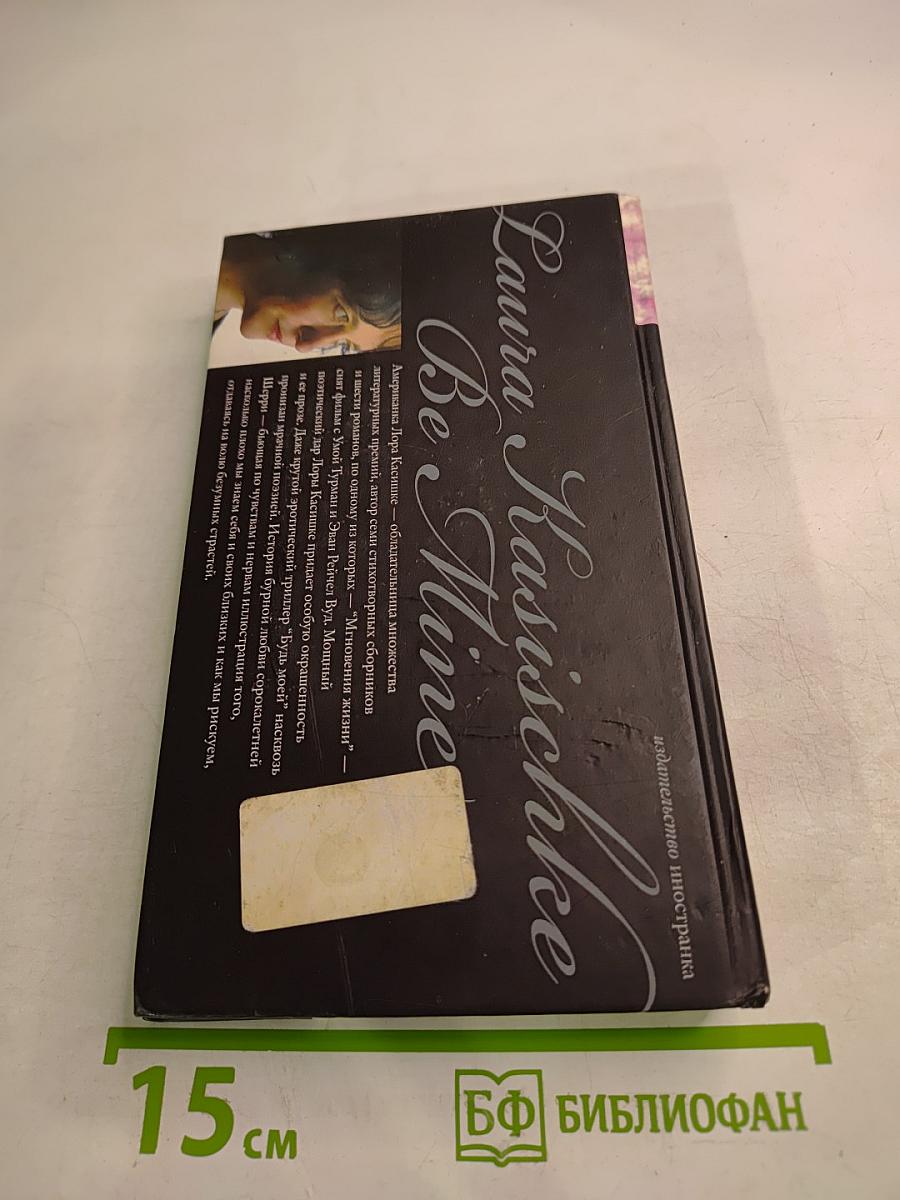 Laura Kasischke
Be Mine
Американка Лора Касишке — обладательница множества
литературных премий, автор семи стихотворных сборников
и шести романов, по одному из которых — “Мгновения жизни” —
снят фильм с Умой Турман и Эван Рейчел Вуд. Мощный
поэтический дар Лоры Касишке придает особую окрашенность
и ее прозе. Даже крутой эротический триллер “Будь моей” насквозь
пронизан мрачной поэзией. История бурной любви сорокалетней
Шерри — бьющая по чувствам и нервам иллюстрация того,
насколько плохо мы знаем себя и своих близких и как мы рискуем,
отдаваясь на волю безумных страстей.
издательство иностранка
15 см
БФ БИБЛИОФАН